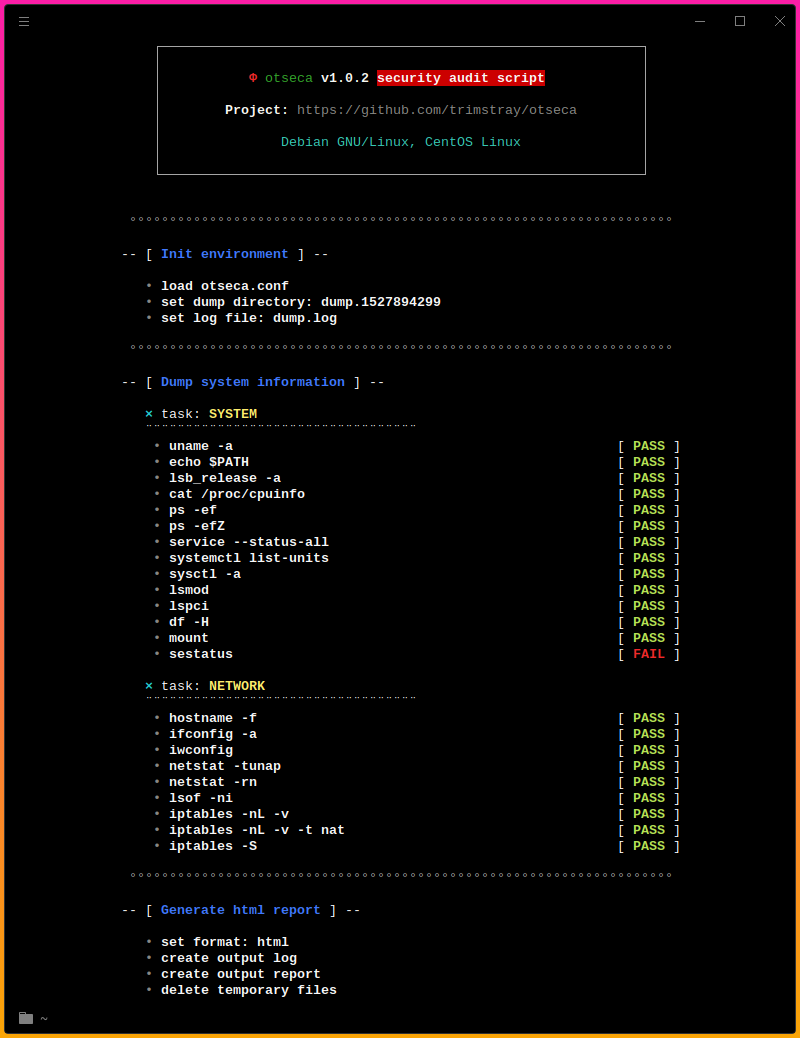 Φ otseca v1.0.2 security audit script
Project: https://github.com/trimstray/otseca
Debian GNU/Linux, CentOS Linux
-- [ Init environment ] --
• load otseca.conf
• set dump directory: dump.1527894299
• set log file: dump.log
-- [ Dump system information ] --
× task: SYSTEM
• uname -a [ PASS ]
• echo $PATH [ PASS ]
• lsb_release -a [ PASS ]
• cat /proc/cpuinfo [ PASS ]
• ps -ef [ PASS ]
• ps -efZ [ PASS ]
• service --status-all [ PASS ]
• systemctl list-units [ PASS ]
• sysctl -a [ PASS ]
• lsmod [ PASS ]
• lspci [ PASS ]
• df -H [ PASS ]
• mount [ PASS ]
• sestatus [ FAIL ]
× task: NETWORK
• hostname -f [ PASS ]
• ifconfig -a [ PASS ]
• iwconfig [ PASS ]
• netstat -tunap [ PASS ]
• netstat -rn [ PASS ]
• lsof -ni [ PASS ]
• iptables -nL -v [ PASS ]
• iptables -nL -v -t nat [ PASS ]
• iptables -S [ PASS ]
-- [ Generate html report ] --
• set format: html
• create output log
• create output report
• delete temporary files
~